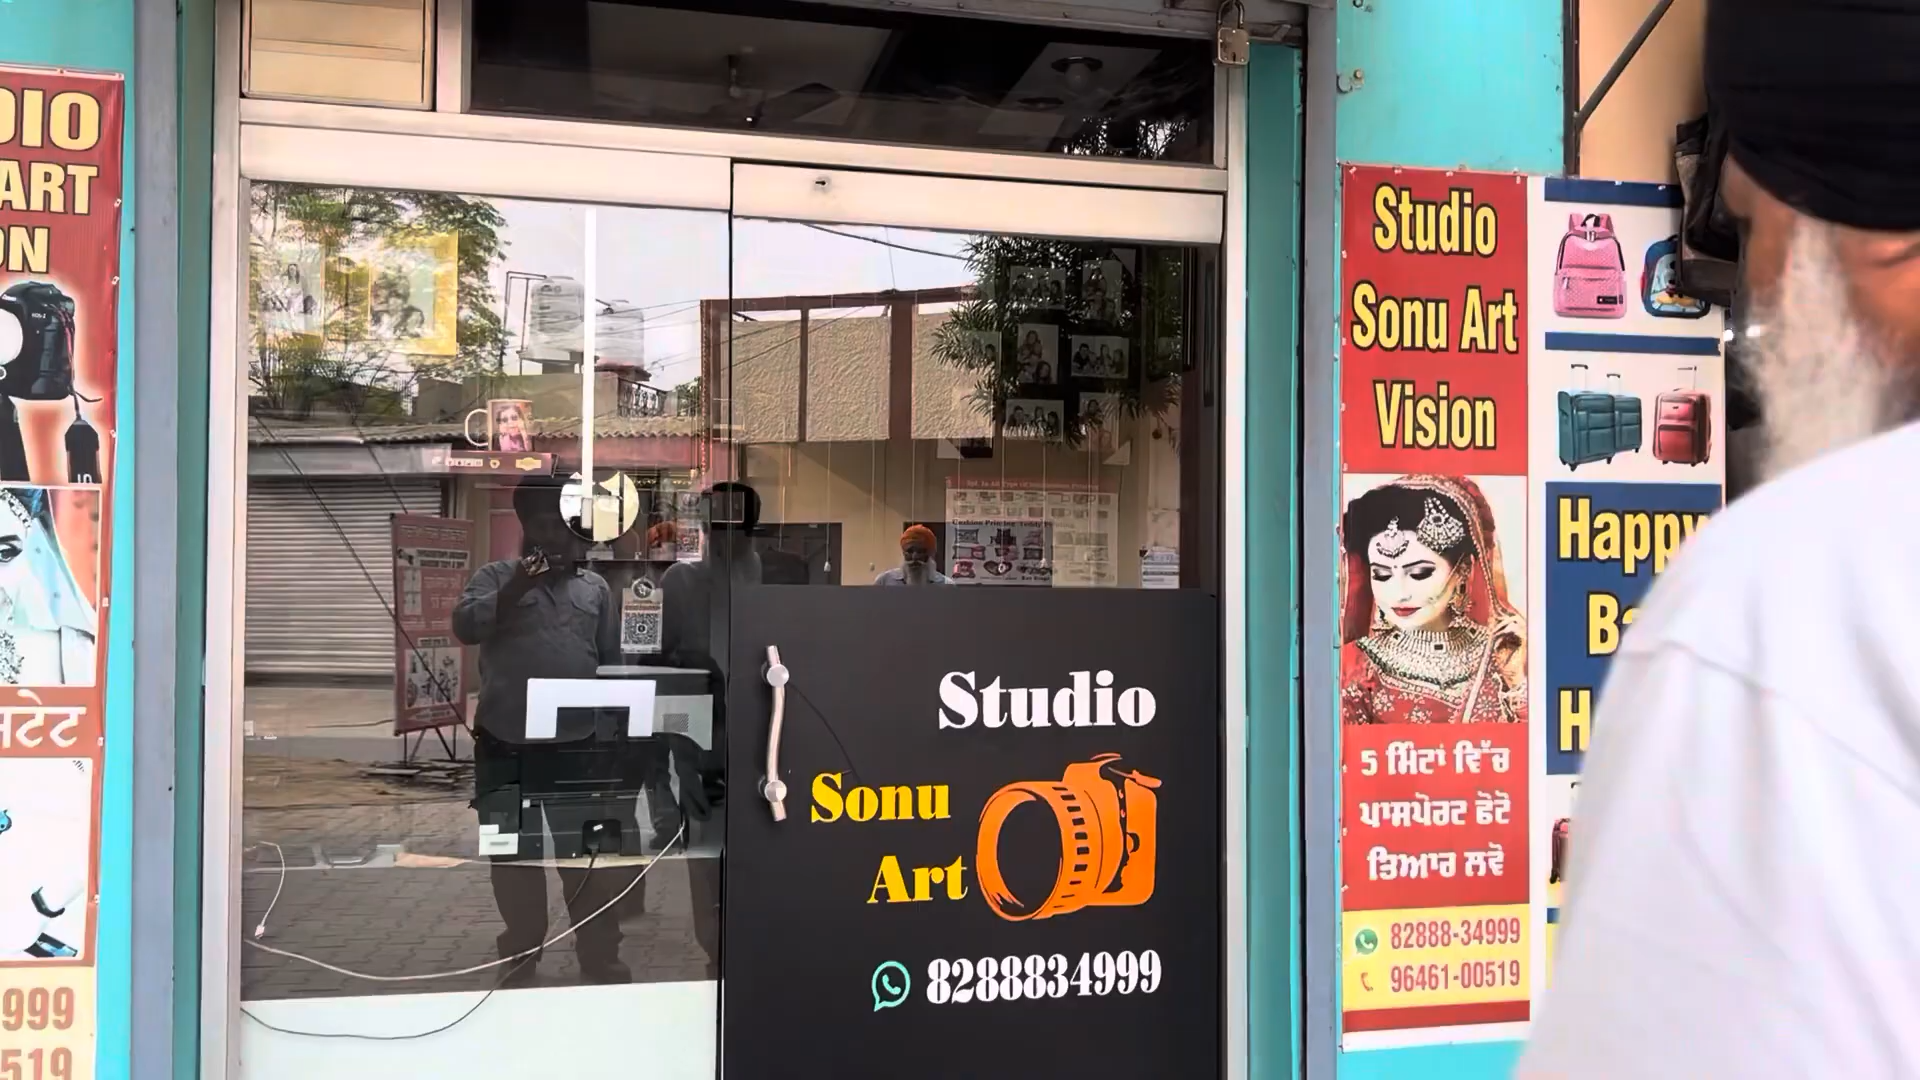 DIO
ART
ON
ਸਟੇਟ
999
519
Studio
Sonu
Art
8288834999
Studio
Sonu Art
Vision
5 ਮਿੰਟਾਂ ਵਿੱਚ
ਪਾਸਪੋਰਟ ਫੋਟੋ
ਤਿਆਰ ਲਵੋ
82888-34999
96461-00519
Happy
Ba
H